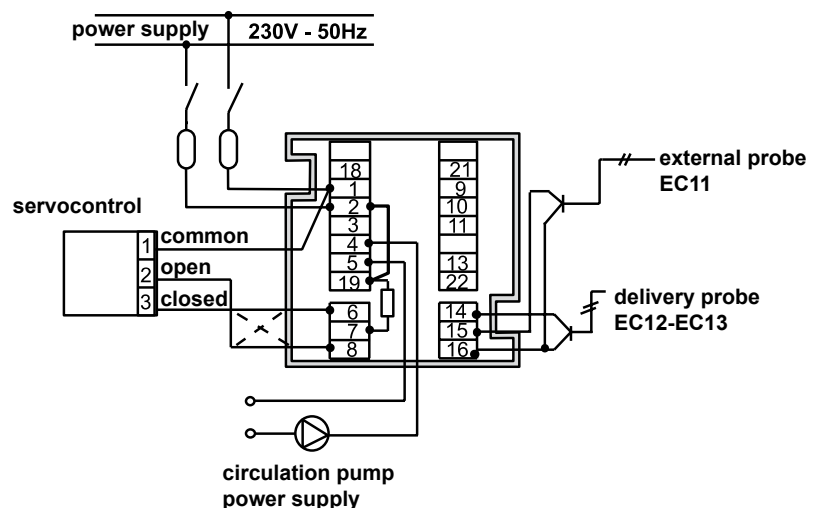 power supply 230V - 50Hz
18
1
2
3
4
5
19
6
7
8
21
9
10
11
13
22
14
15
16
external probe
EC11
delivery probe
EC12-EC13
servocontrol
1 common
2 open
3 closed
circulation pump
power supply